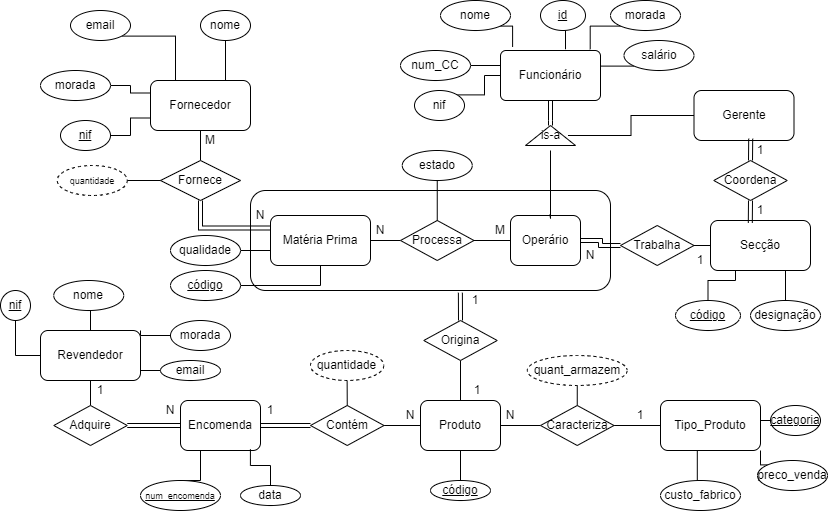 email
nome
nome
id
morada
salário
num_CC
Funcionário
nif
morada
Fornecedor
nif
Gerente
M
Is-a
1
quantidade
Fornece
estado
Coordena
1
N
Matéria Prima
N
Processa
M
Operário
N
Trabalha
1
Secção
qualidade
código
código
designação
nif
nome
1
Origina
Revendedor
morada
email
quantidade
quant_armazem
1
1
Adquire
N
Encomenda
1
Contém
N
Produto
N
Caracteriza
1
Tipo_Produto
categoria
preco_venda
num_encomenda
data
código
custo_fabrico